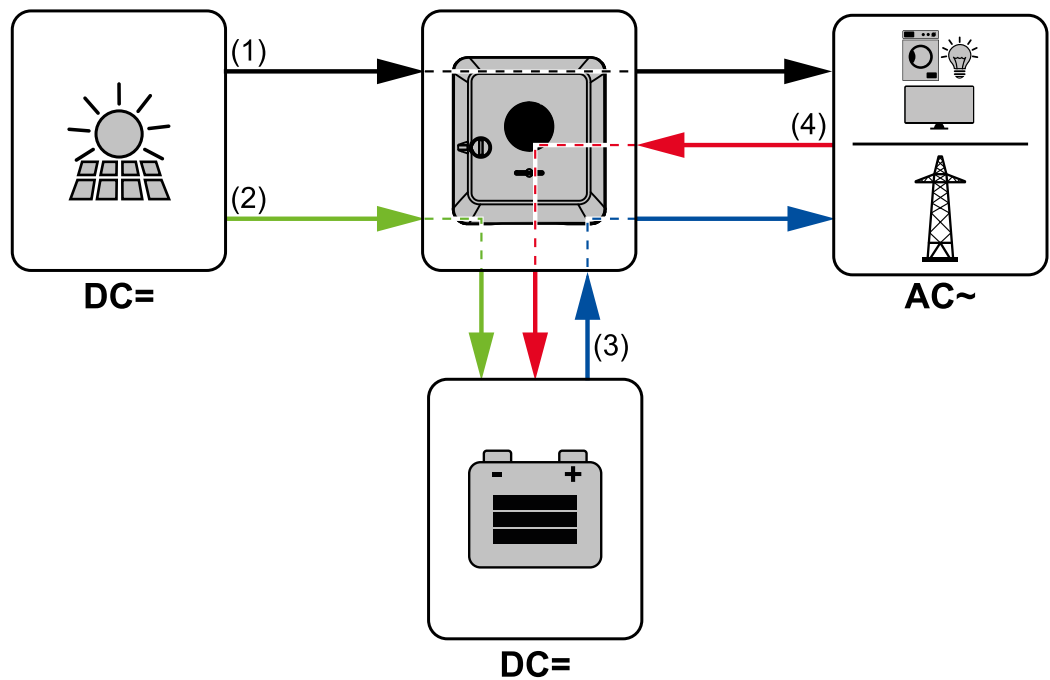 (1)
(4)
(2)
DC=
AC~
(3)
- +
DC=